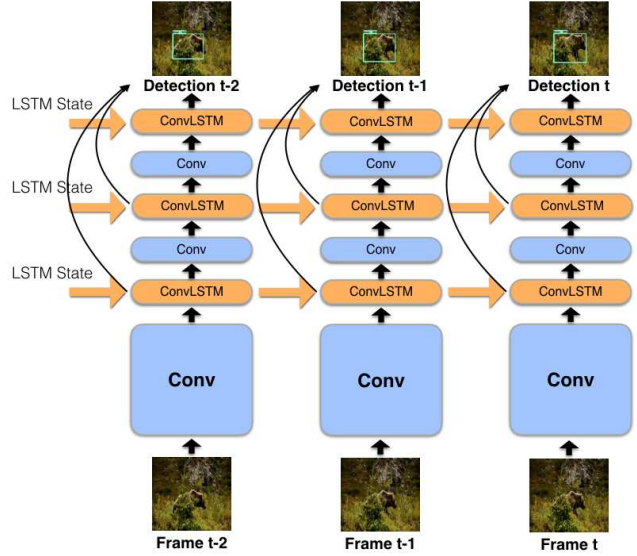 Detection t-2 Detection t-1 Detection t
LSTM State
ConvLSTM ConvLSTM ConvLSTM
Conv Conv Conv
LSTM State
ConvLSTM ConvLSTM ConvLSTM
Conv Conv Conv
LSTM State
ConvLSTM ConvLSTM ConvLSTM
Conv Conv Conv
Frame t-2 Frame t-1 Frame t